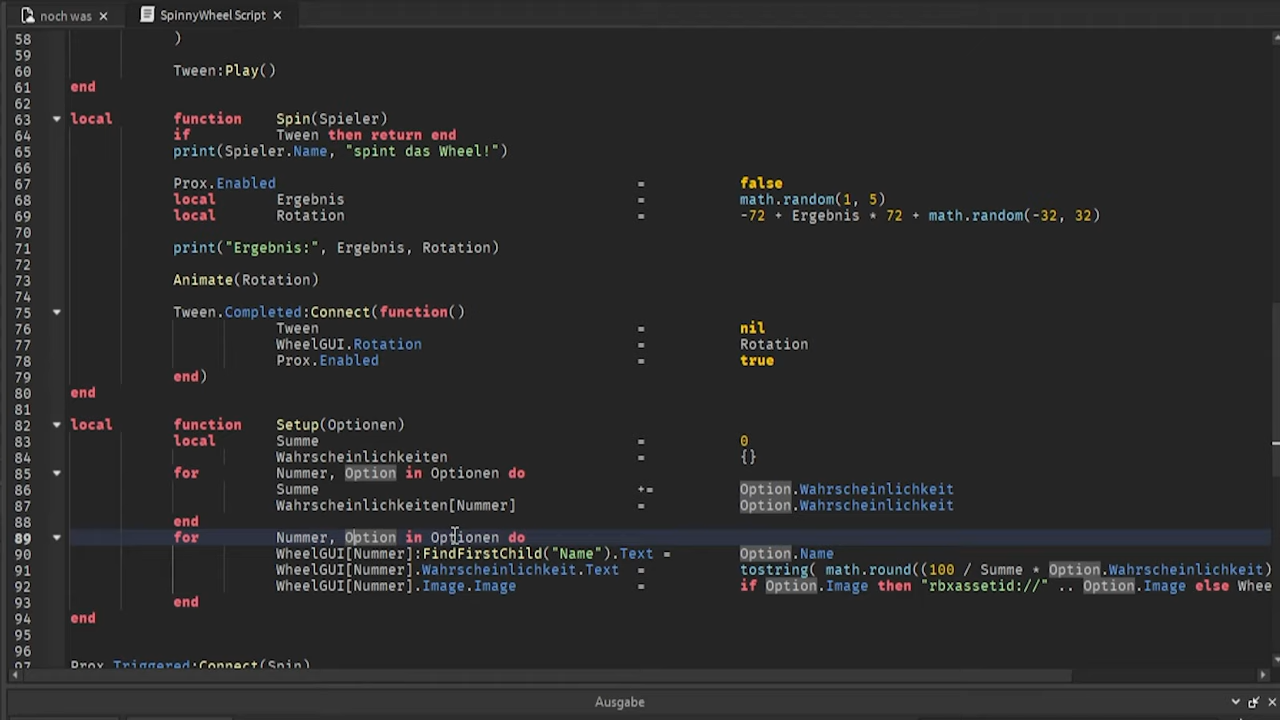 noch was
SpinnyWheel Script
58 )
59
60 Tween:Play()
61 end
62
63 local function Spin(Spieler)
64 if Tween then return end
65 print(Spieler.Name, "spint das Wheel!")
66
67 Prox.Enabled = false
68 local Ergebnis = math.random(1, 5)
69 local Rotation = -72 + Ergebnis * 72 + math.random(-32, 32)
70
71 print("Ergebnis:", Ergebnis, Rotation)
72
73 Animate(Rotation)
74
75 Tween.Completed:Connect(function()
76 Tween = nil
77 WheelGUI.Rotation = Rotation
78 Prox.Enabled = true
79 end)
80 end
81
82 local function Setup(Optionen)
83 local Summe = 0
84 Wahrscheinlichkeiten = {}
85 for Nummer, Option in Optionen do
86 Summe += Option.Wahrscheinlichkeit
87 Wahrscheinlichkeiten[Nummer] = Option.Wahrscheinlichkeit
88 end
89 for Nummer, Option in Optionen do
90 WheelGUI[Nummer]:FindFirstChild("Name").Text = Option.Name
91 WheelGUI[Nummer].Wahrscheinlichkeit.Text = tostring( math.round((100 / Summe * Option.Wahrscheinlichkeit)
92 WheelGUI[Nummer].Image.Image = if Option.Image then "rbxassetid://" .. Option.Image else Whee
93 end
94 end
95
96
97 Prox.Triggered:Connect(Spin)
Ausgabe